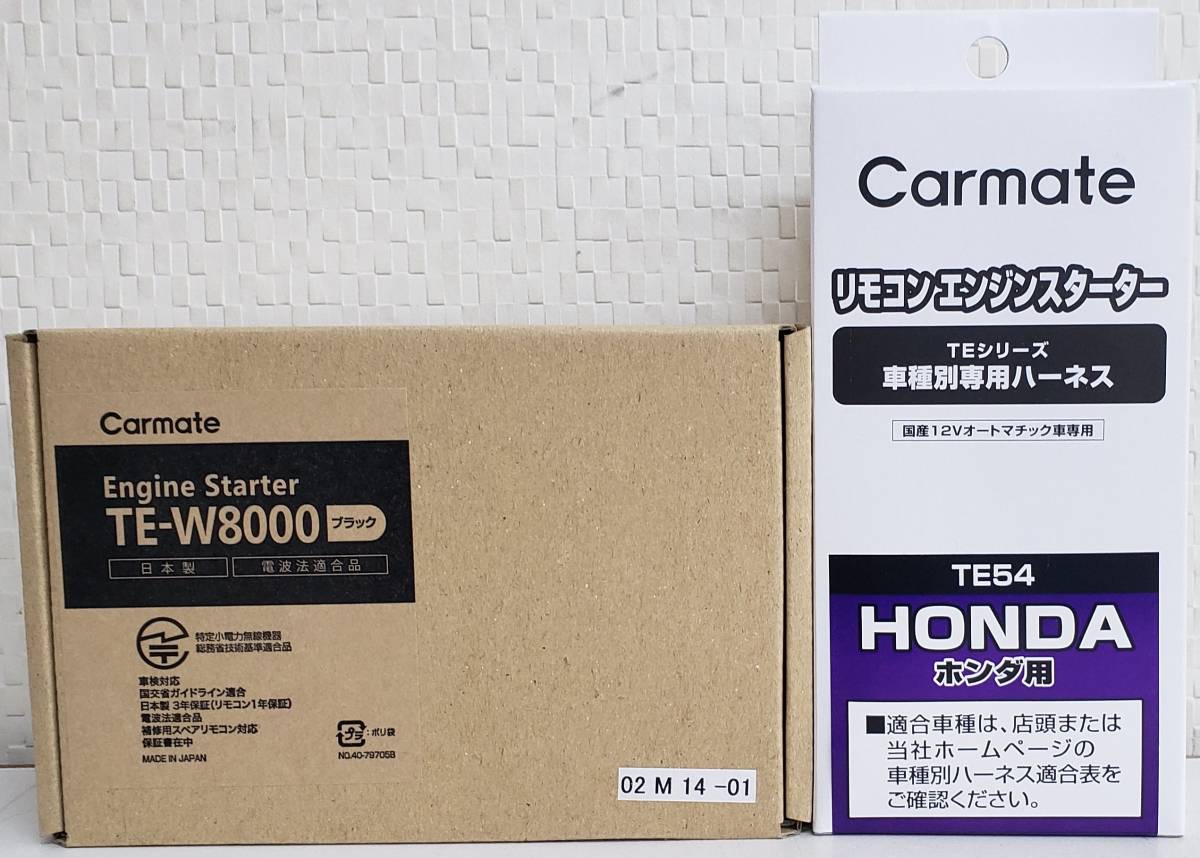 Carmate
Engine Starter
TE-W8000 ブラック
日本製 電波法適合品
特定小電力無線機器
総務省技術基準適合品
車検対応
国交省ガイドライン適合
日本製 3年保証(リモコン1年保証)
電波法適合品
補修用スペアリモコン対応
保証書在中
MADE IN JAPAN
プラ :ポリ袋
NO.40-79705B
02 M 14 -01
Carmate
リモコンエンジンスターター
TEシリーズ
車種別専用ハーネス
国産12Vオートマチック車専用
TE54
HONDA
ホンダ用
■適合車種は、店頭または
当社ホームページの
車種別ハーネス適合表を
ご確認ください。